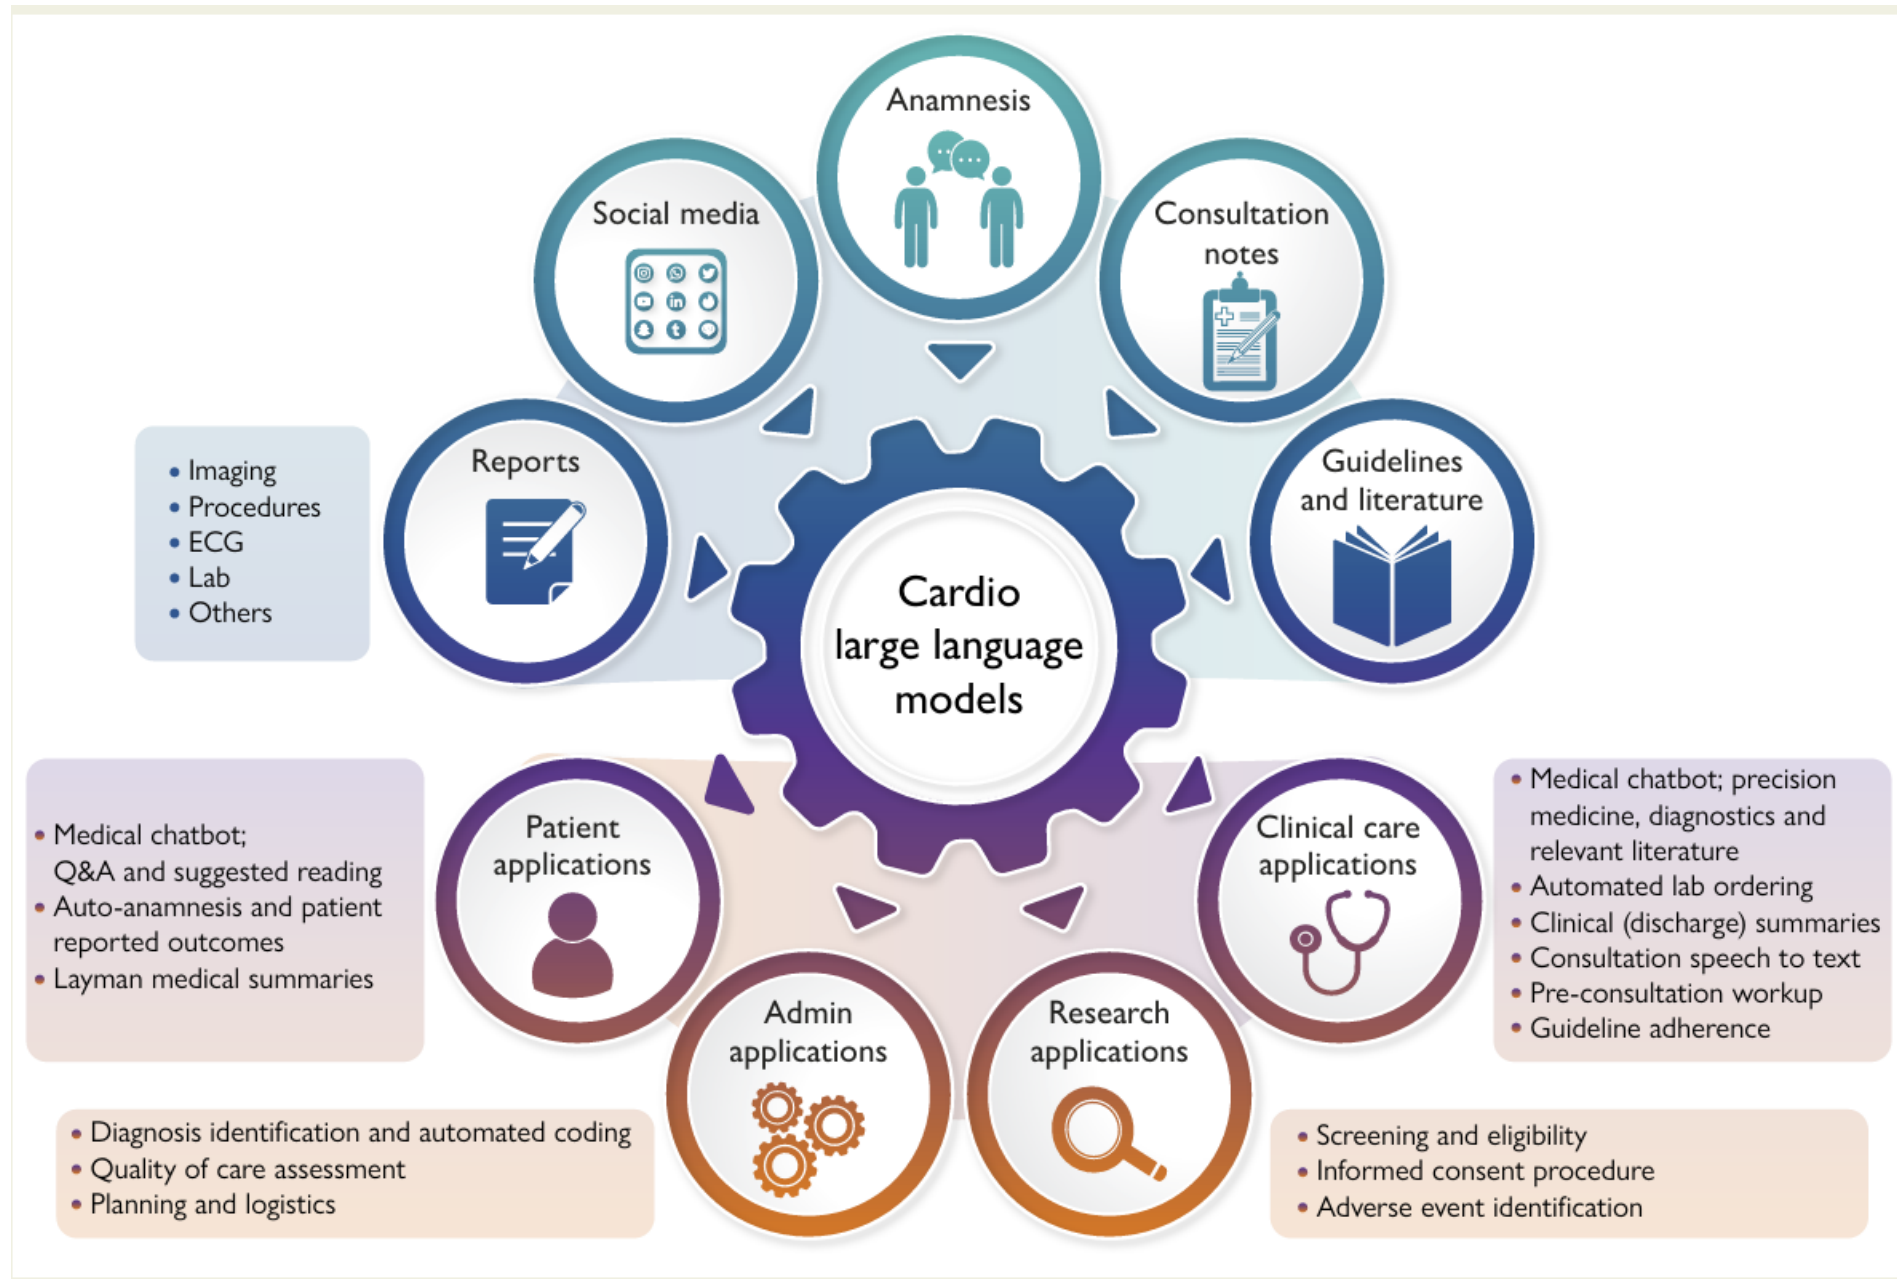 Anamnesis
Social media
Consultation
notes
Reports
Guidelines
and literature
• Imaging
• Procedures
• ECG
• Lab
• Others
Cardio
large language
models
Patient
applications
• Medical chatbot;
Q&A and suggested reading
• Auto-anamnesis and patient
reported outcomes
• Layman medical summaries
Clinical care
applications
• Medical chatbot; precision
medicine, diagnostics and
relevant literature
• Automated lab ordering
• Clinical (discharge) summaries
• Consultation speech to text
• Pre-consultation workup
• Guideline adherence
Admin
applications
• Diagnosis identification and automated coding
• Quality of care assessment
• Planning and logistics
Research
applications
• Screening and eligibility
• Informed consent procedure
• Adverse event identification